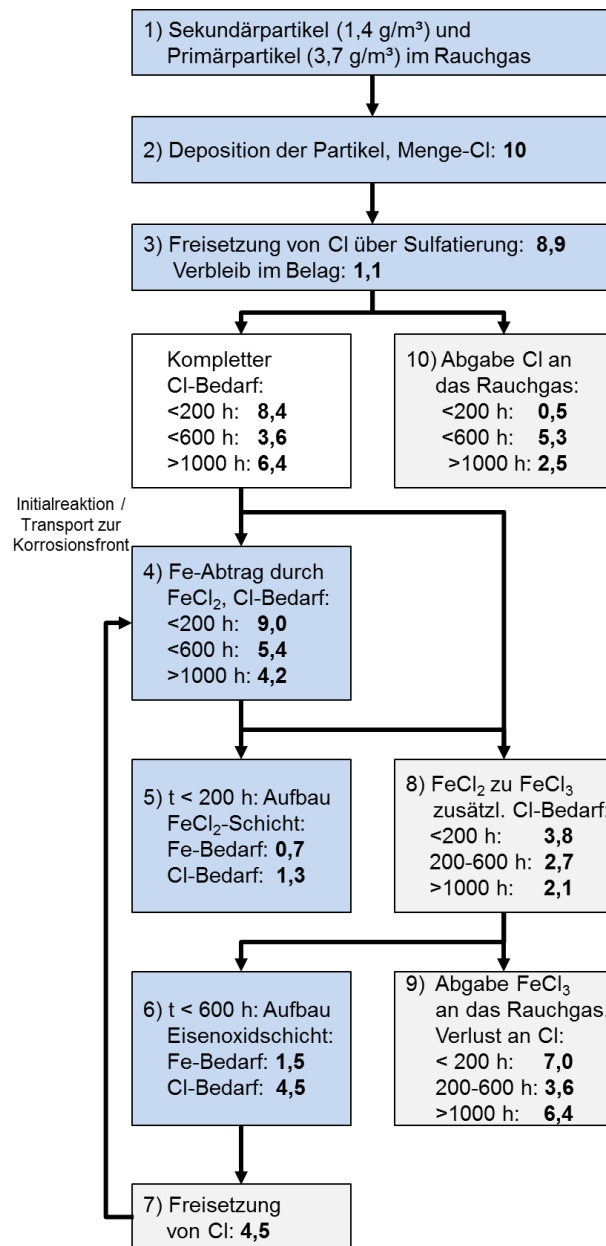 1) Sekundärpartikel (1,4 g/m³) und
Primärpartikel (3,7 g/m³) im Rauchgas
2) Deposition der Partikel, Menge-Cl: 10
3) Freisetzung von Cl über Sulfatierung: 8,9
Verbleib im Belag: 1,1
Kompletter
Cl-Bedarf:
<200 h: 8,4
<600 h: 3,6
>1000 h: 6,4
10) Abgabe Cl an
das Rauchgas:
<200 h: 0,5
<600 h: 5,3
>1000 h: 2,5
Initialreaktion /
Transport zur
Korrosionsfront
4) Fe-Abtrag durch
FeCl₂, Cl-Bedarf:
<200 h: 9,0
<600 h: 5,4
>1000 h: 4,2
5) t < 200 h: Aufbau
FeCl₂-Schicht:
Fe-Bedarf: 0,7
Cl-Bedarf: 1,3
8) FeCl₂ zu FeCl₃
zusätzl. Cl-Bedarf:
<200 h: 3,8
200-600 h: 2,7
>1000 h: 2,1
6) t < 600 h: Aufbau
Eisenoxidschicht:
Fe-Bedarf: 1,5
Cl-Bedarf: 4,5
9) Abgabe FeCl₃
an das Rauchgas,
Verlust an Cl:
< 200 h: 7,0
200-600 h: 3,6
>1000 h: 6,4
7) Freisetzung
von Cl: 4,5